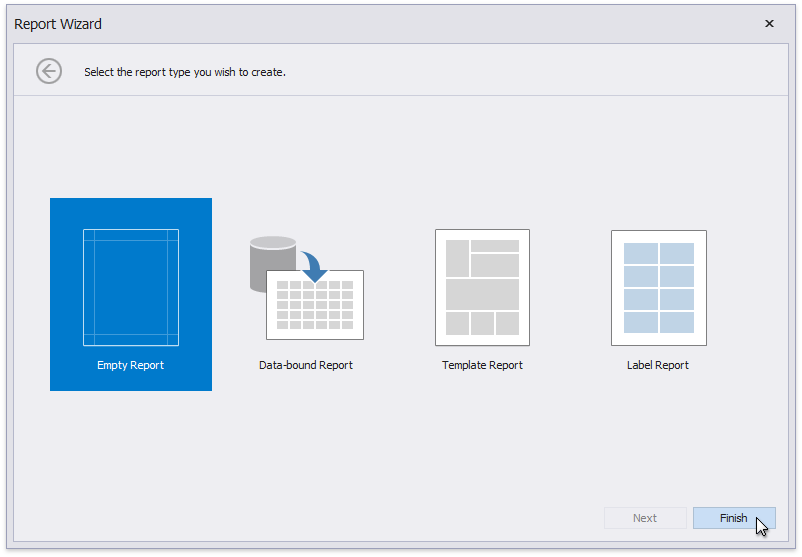 Report Wizard
Select the report type you wish to create.
Empty Report
Data-bound Report
Template Report
Label Report
Next
Finish